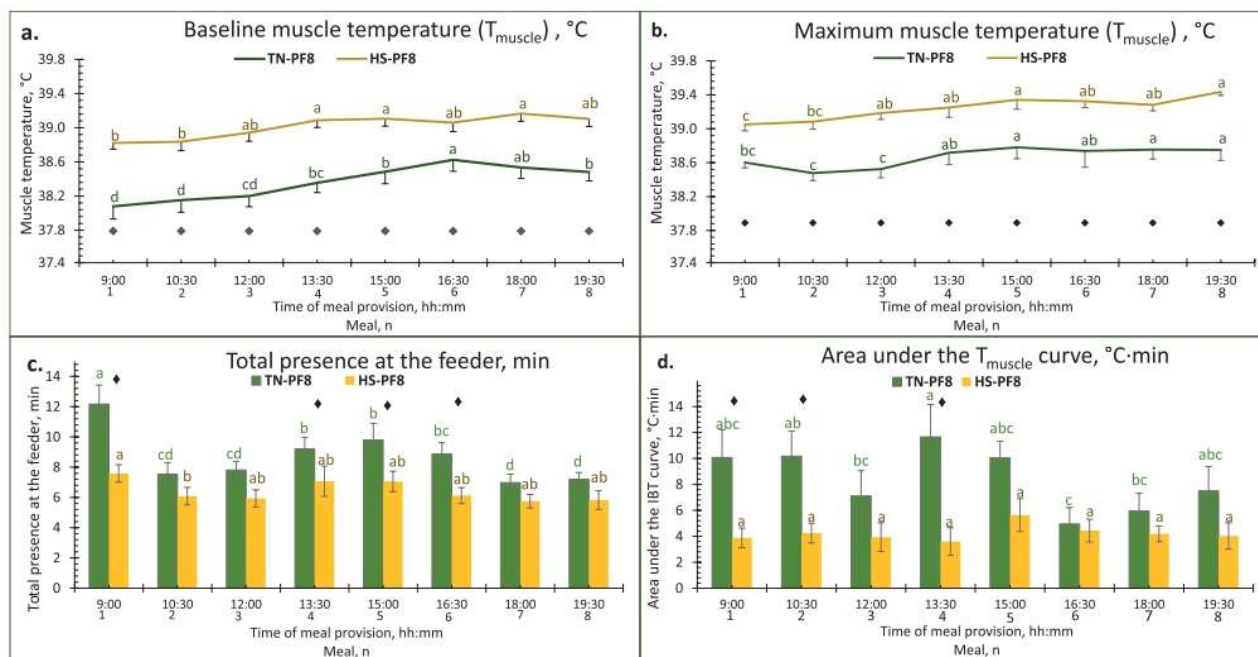 a.
Baseline muscle temperature (Tmuscle) , °C
TN-PF8 HS-PF8
Muscle temperature, °C
39.8
39.4
39.0
38.6
38.2
37.8
37.4
b b ab a a ab a ab
d d cd bc b a ab b
9:00 10:30 12:00 13:30 15:00 16:30 18:00 19:30
1 2 3 4 5 6 7 8
Time of meal provision, hh:mm
Meal, n
b.
Maximum muscle temperature (Tmuscle), °C
TN-PF8 HS-PF8
Muscle temperature, °C
39.8
39.4
39.0
38.6
38.2
37.8
37.4
c bc ab ab a ab ab a
bc c c ab a ab a a
9:00 10:30 12:00 13:30 15:00 16:30 18:00 19:30
1 2 3 4 5 6 7 8
Time of meal provision, hh:mm
Meal, n
c.
Total presence at the feeder, min
TN-PF8 HS-PF8
Total presence at the feeder, min
14
12
10
8
6
4
2
0
a cd cd b b bc d d
a b ab ab ab ab ab ab
9:00 10:30 12:00 13:30 15:00 16:30 18:00 19:30
1 2 3 4 5 6 7 8
Time of meal provision, hh:mm
Meal, n
d.
Area under the Tmuscle curve, °C·min
TN-PF8 HS-PF8
Area under the IBT curve, °C·min
14
12
10
8
6
4
2
0
abc ab bc a abc c bc abc
a a a a a a a a
9:00 10:30 12:00 13:30 15:00 16:30 18:00 19:30
1 2 3 4 5 6 7 8
Time of meal provision, hh:mm
Meal, n